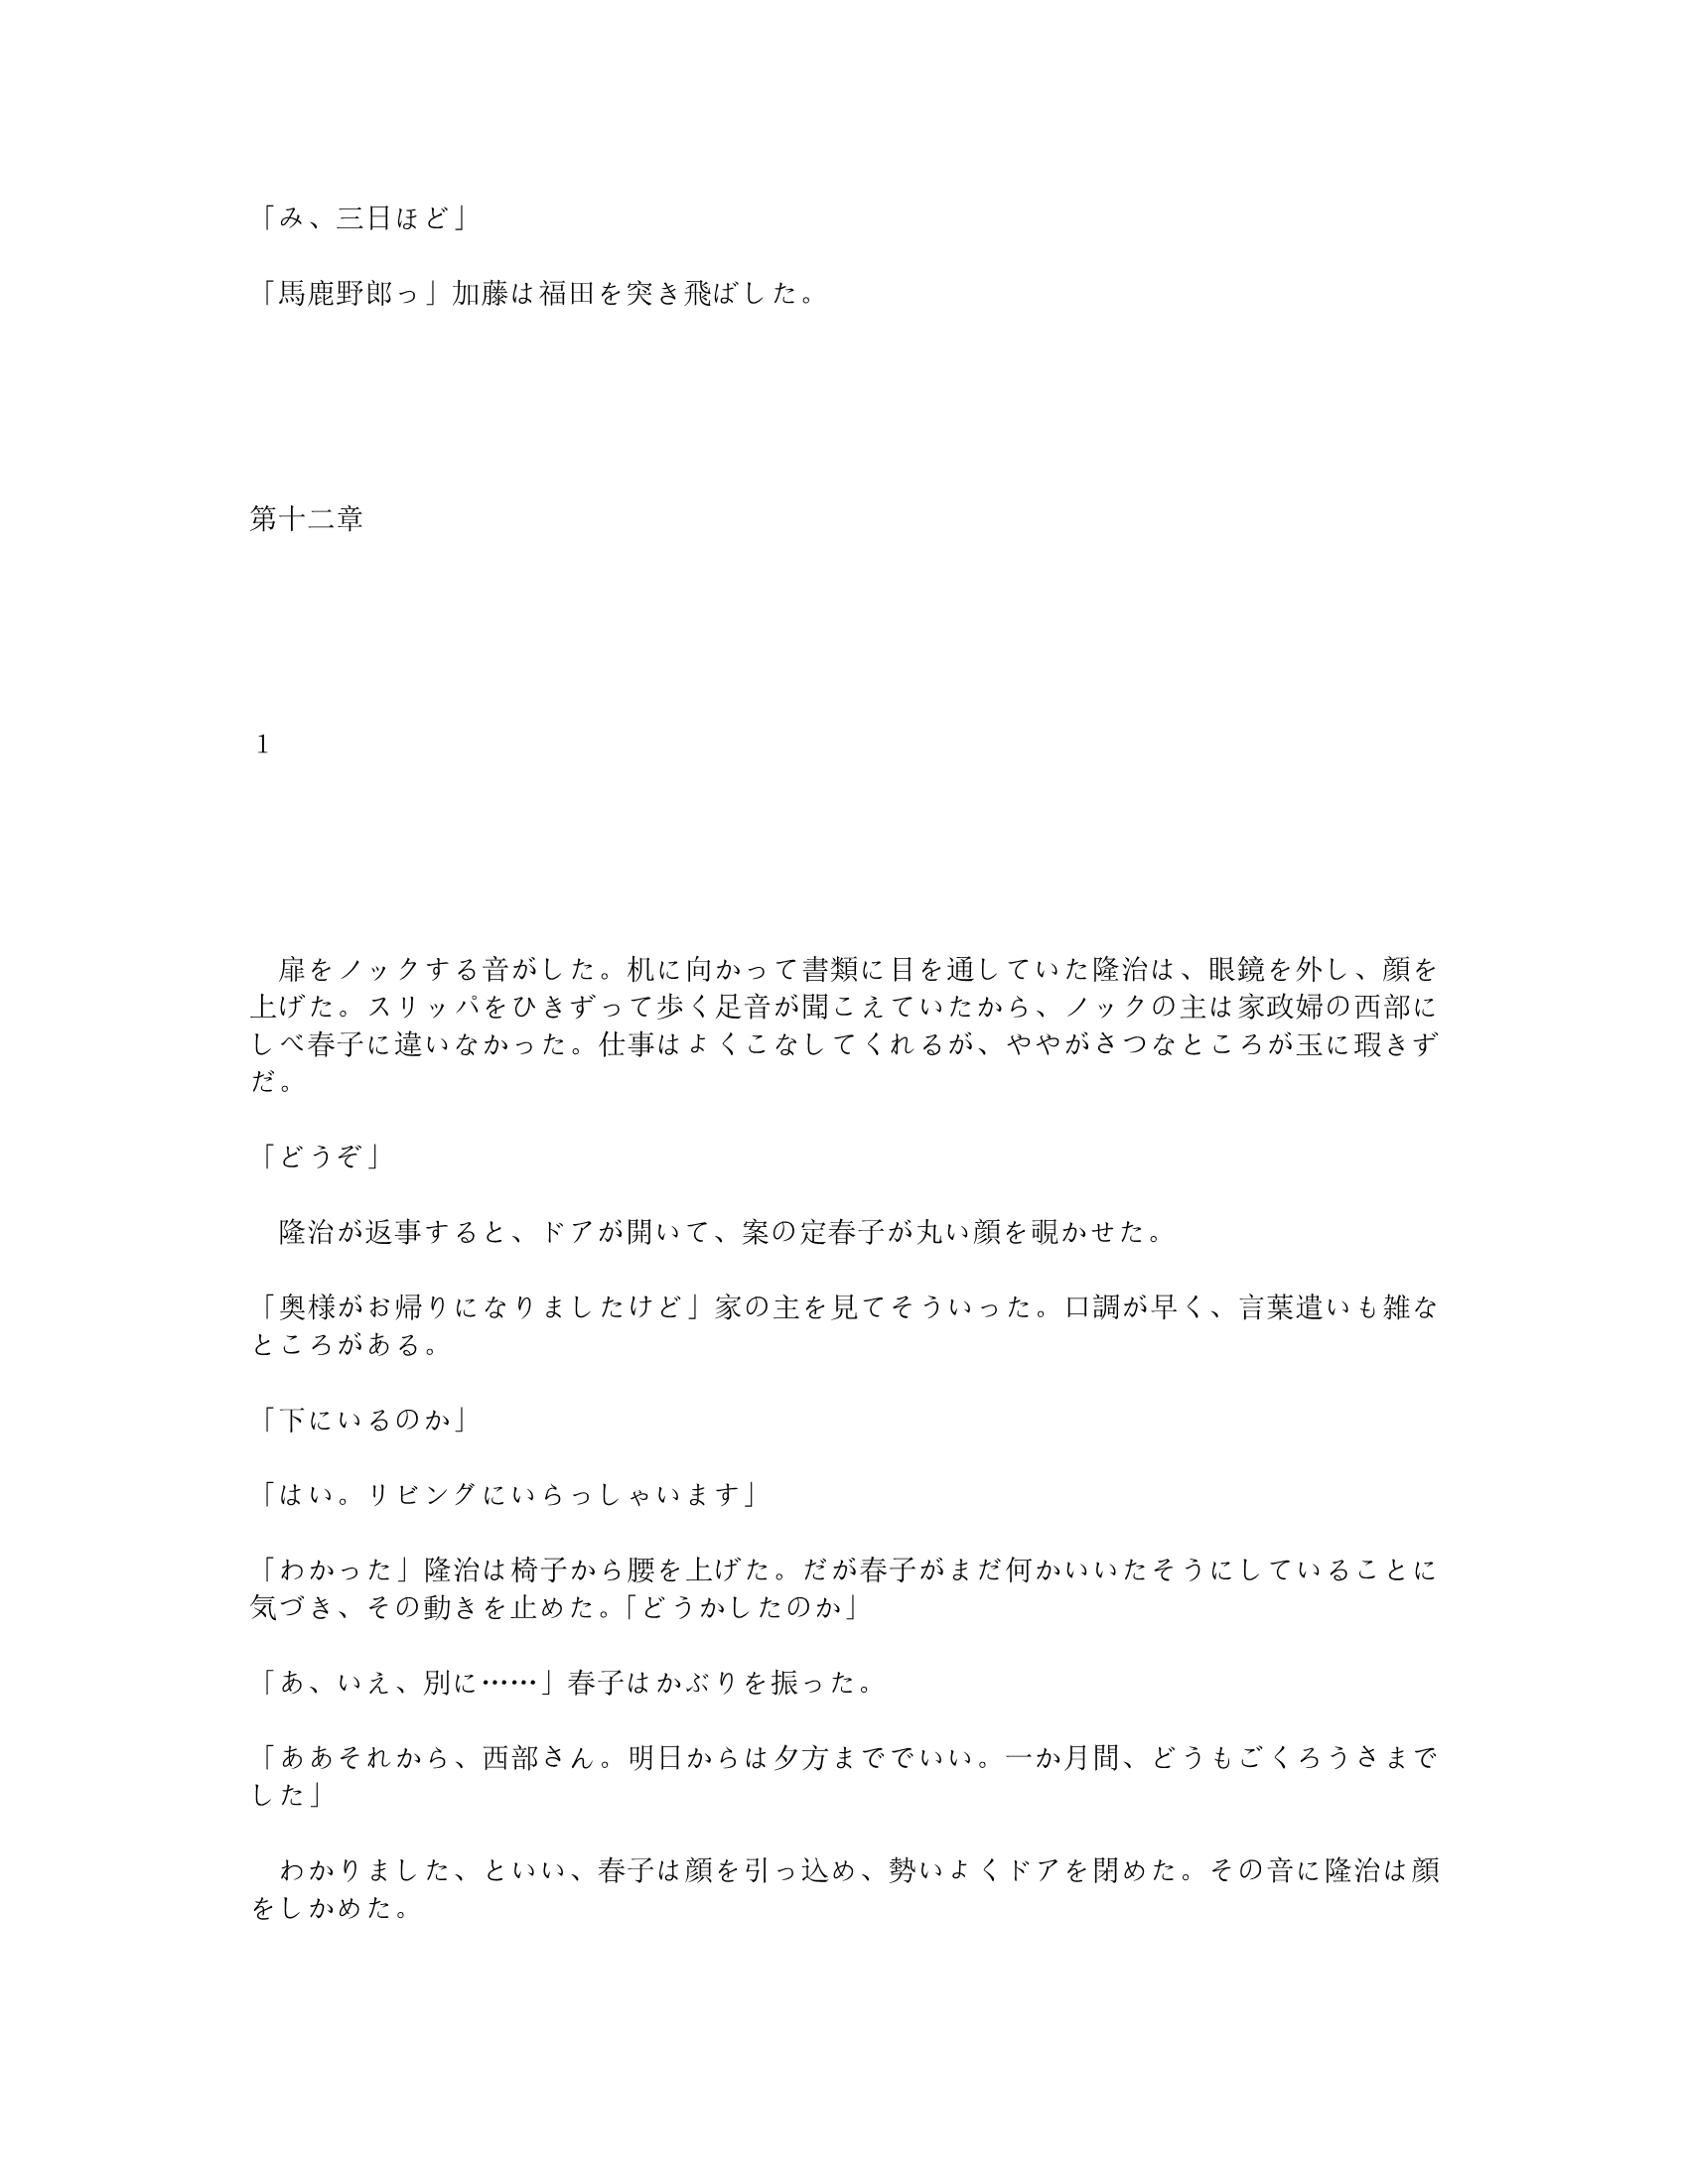 「み、三日ほど」
「馬鹿野郎っ」加藤は福田を突き飛ばした。
第十二章
1
　扉をノックする音がした。机に向かって書類に目を通していた隆治は、眼鏡を外し、顔を
上げた。スリッパをひきずって歩く足音が聞こえていたから、ノックの主は家政婦の西部に
しべ春子に違いなかった。仕事はよくこなしてくれるが、ややがさつなところが玉に瑕きず
だ。
「どうぞ」
　隆治が返事すると、ドアが開いて、案の定春子が丸い顔を覗かせた。
「奥様がお帰りになりましたけど」家の主を見てそういった。口調が早く、言葉遣いも雑な
ところがある。
「下にいるのか」
「はい。リビングにいらっしゃいます」
「わかった」隆治は椅子から腰を上げた。だが春子がまだ何かいいたそうにしていることに
気づき、その動きを止めた。「どうかしたのか」
「あ、いえ、別に……」春子はかぶりを振った。
「ああそれから、西部さん。明日からは夕方まででいい。一か月間、どうもごくろうさまで
した」
　わかりました、といい、春子は顔を引っ込め、勢いよくドアを閉めた。その音に隆治は顔
をしかめた。